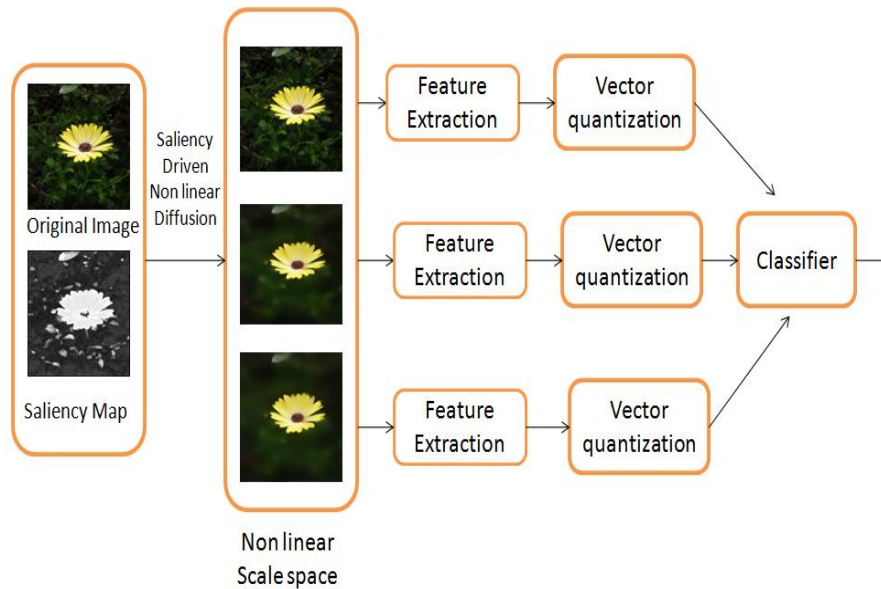 Original Image
Saliency Map
Saliency
Driven
Non linear
Diffusion
Non linear
Scale space
Feature
Extraction
Vector
quantization
Feature
Extraction
Vector
quantization
Feature
Extraction
Vector
quantization
Classifier